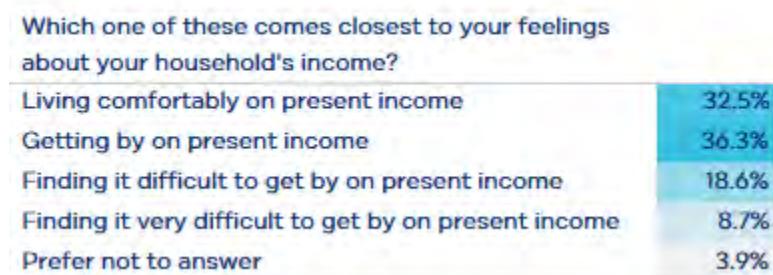 Which one of these comes closest to your feelings
about your household's income?
Living comfortably on present income 32.5%
Getting by on present income 36.3%
Finding it difficult to get by on present income 18.6%
Finding it very difficult to get by on present income 8.7%
Prefer not to answer 3.9%